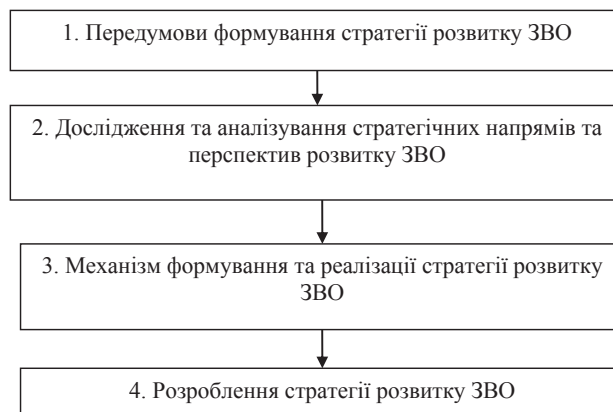 1. Передумови формування стратегії розвитку ЗВО
2. Дослідження та аналізування стратегічних напрямів та
перспектив розвитку ЗВО
3. Механізм формування та реалізації стратегії розвитку
ЗВО
4. Розроблення стратегії розвитку ЗВО